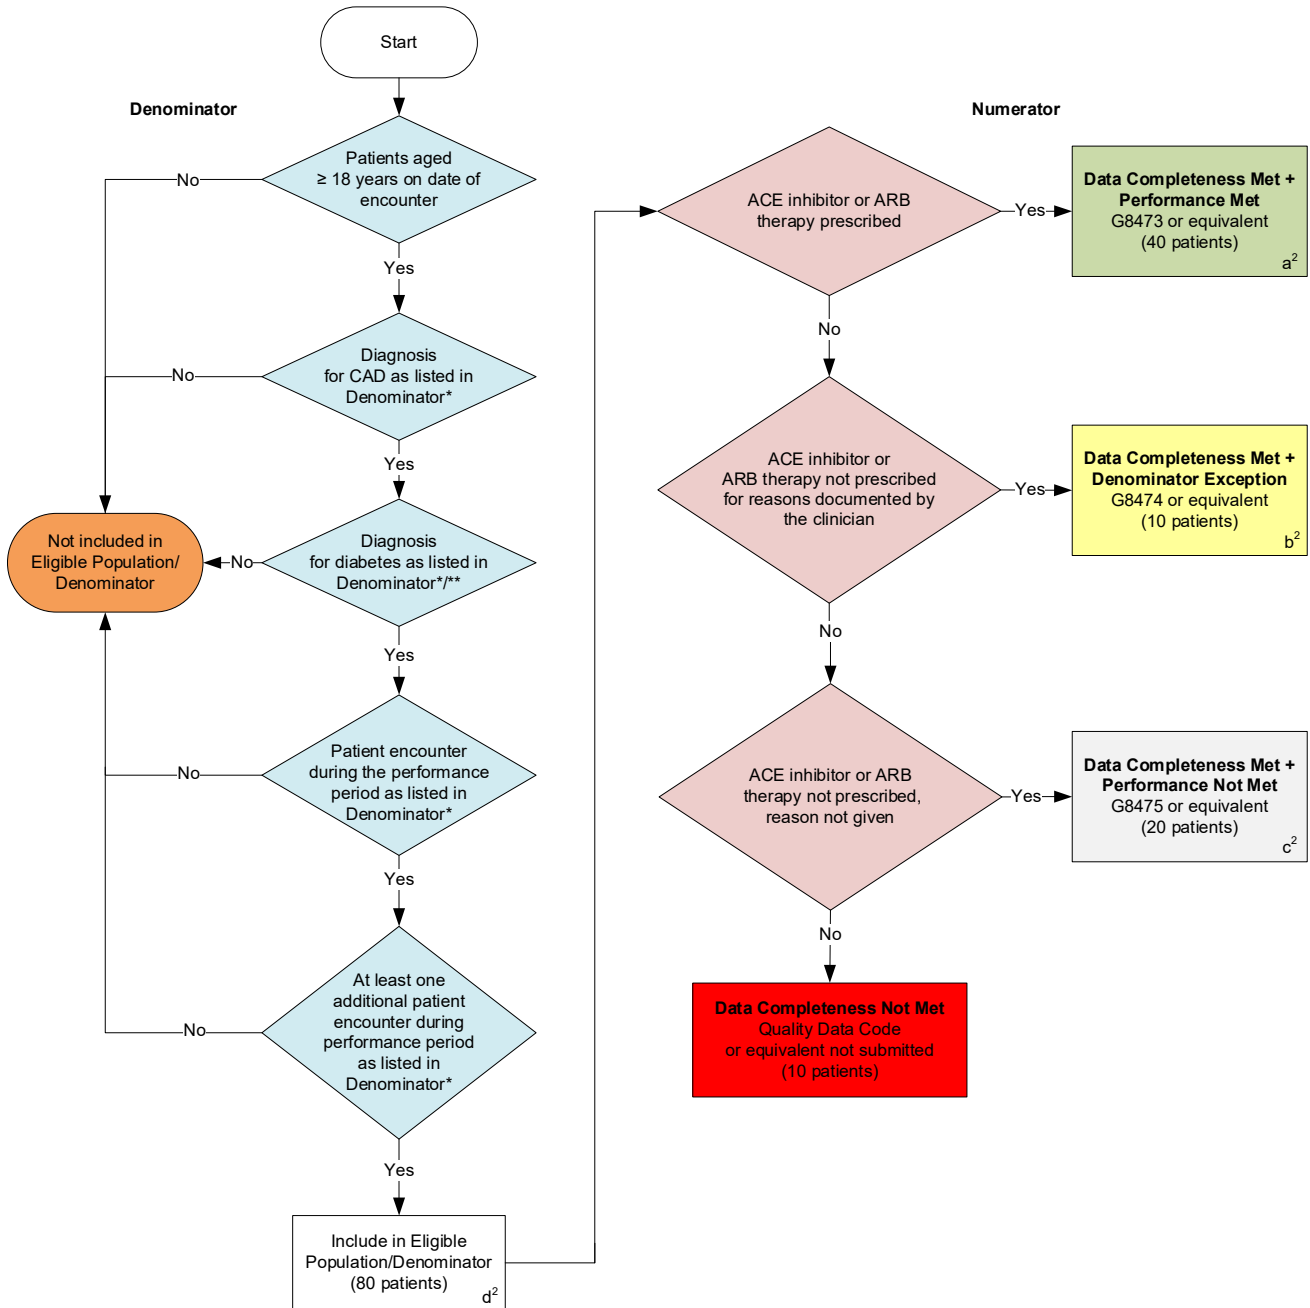 Start
Denominator
Patients aged
≥ 18 years on date of
encounter
No
Yes
Diagnosis
for CAD as listed in
Denominator*
No
Yes
Diagnosis
for diabetes as listed in
Denominator*/**
No
Not included in
Eligible Population/
Denominator
Yes
Patient encounter
during the performance
period as listed in
Denominator*
No
Yes
At least one
additional patient
encounter during
performance period
as listed in
Denominator*
No
Yes
Include in Eligible
Population/Denominator
(80 patients)
d²
Numerator
ACE inhibitor or ARB
therapy prescribed
Yes
Data Completeness Met +
Performance Met
G8473 or equivalent
(40 patients)
a²
No
ACE inhibitor or
ARB therapy not prescribed
for reasons documented by
the clinician
Yes
Data Completeness Met +
Denominator Exception
G8474 or equivalent
(10 patients)
b²
No
ACE inhibitor or ARB
therapy not prescribed,
reason not given
Yes
Data Completeness Met +
Performance Not Met
G8475 or equivalent
(20 patients)
c²
No
Data Completeness Not Met
Quality Data Code
or equivalent not submitted
(10 patients)